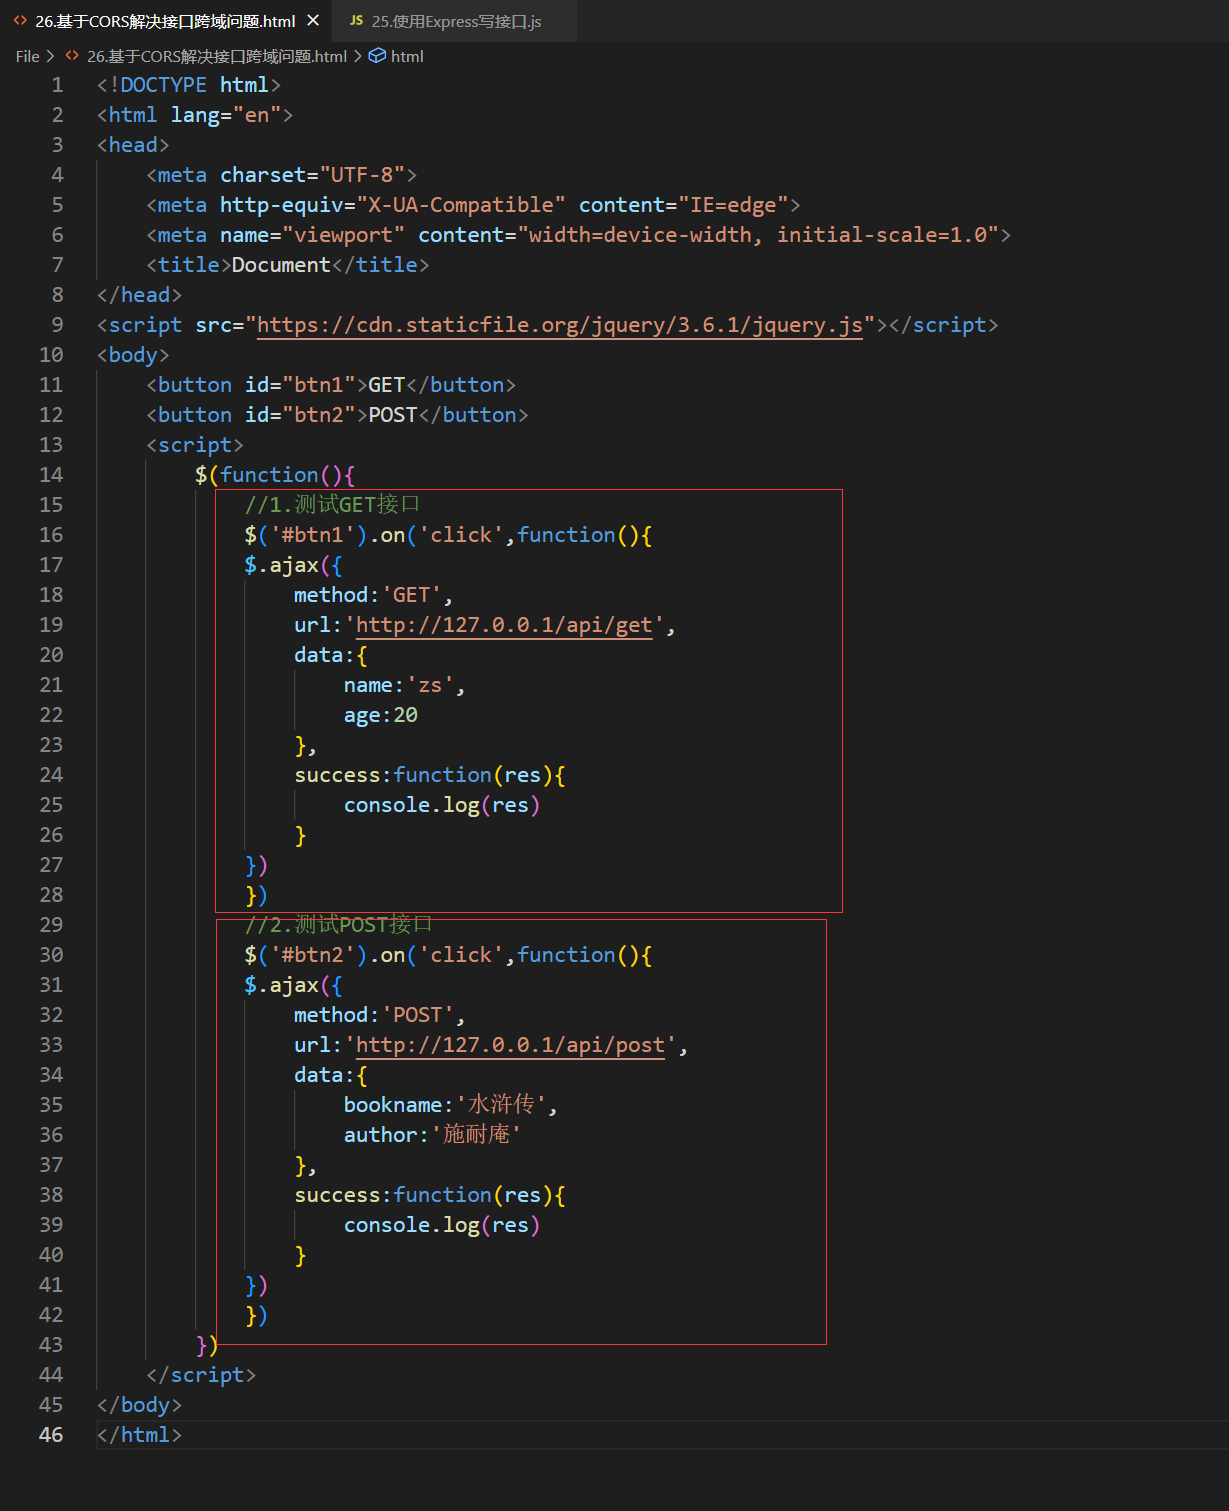 26.基于CORS解决接口跨域问题.html
JS 25.使用Express写接口.js
File > 26.基于CORS解决接口跨域问题.html > html
1 <!DOCTYPE html>
2 <html lang="en">
3 <head>
4 <meta charset="UTF-8">
5 <meta http-equiv="X-UA-Compatible" content="IE=edge">
6 <meta name="viewport" content="width=device-width, initial-scale=1.0">
7 <title>Document</title>
8 </head>
9 <script src="https://cdn.staticfile.org/jquery/3.6.1/jquery.js"></script>
10 <body>
11 <button id="btn1">GET</button>
12 <button id="btn2">POST</button>
13 <script>
14 $(function(){
15 //1.测试GET接口
16 $('#btn1').on('click',function(){
17 $.ajax({
18 method:'GET',
19 url:'http://127.0.0.1/api/get',
20 data:{
21 name:'zs',
22 age:20
23 },
24 success:function(res){
25 console.log(res)
26 }
27 })
28 })
29 //2.测试POST接口
30 $('#btn2').on('click',function(){
31 $.ajax({
32 method:'POST',
33 url:'http://127.0.0.1/api/post',
34 data:{
35 bookname:'水浒传',
36 author:'施耐庵'
37 },
38 success:function(res){
39 console.log(res)
40 }
41 })
42 })
43 })
44 </script>
45 </body>
46 </html>